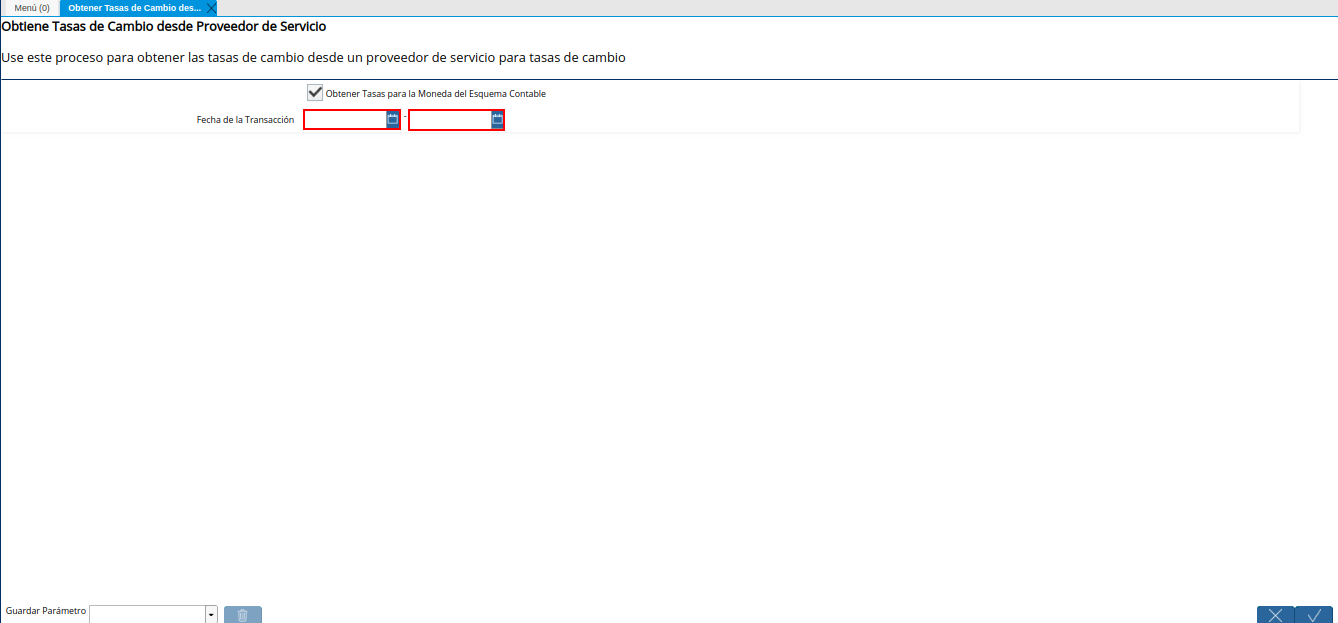 Menú (0) Obtener Tasas de Cambio des...
Obtiene Tasas de Cambio desde Proveedor de Servicio
Use este proceso para obtener las tasas de cambio desde un proveedor de servicio para tasas de cambio
Obtener Tasas para la Moneda del Esquema Contable
Fecha de la Transacción -
Guardar Parámetro